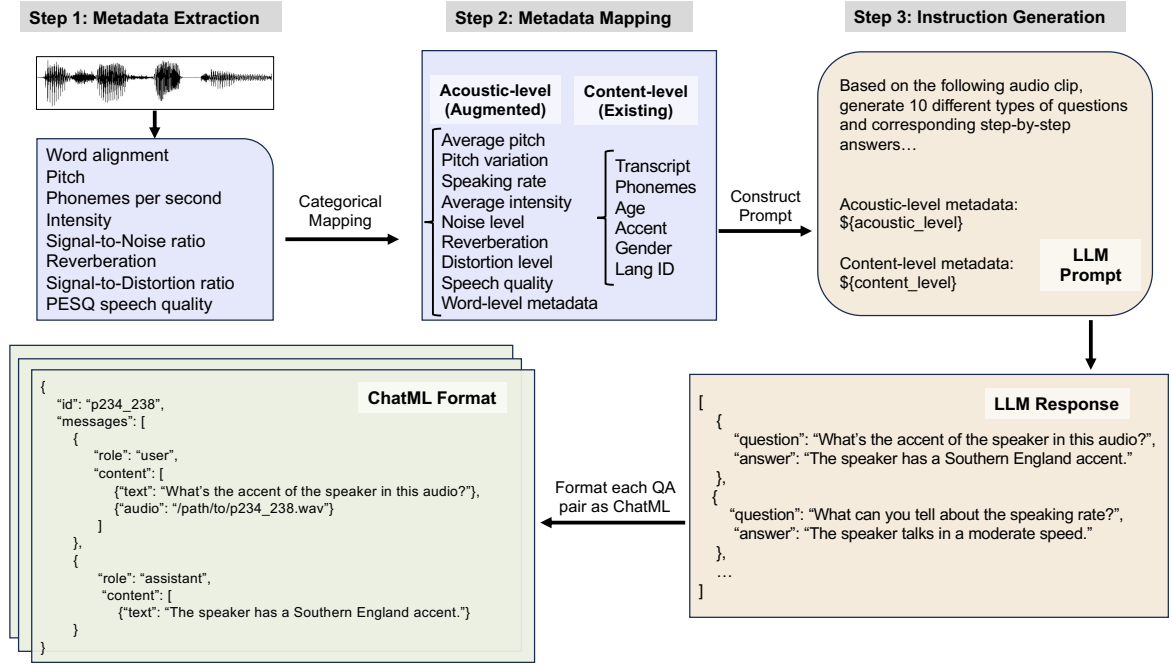 Step 1: Metadata Extraction
Step 2: Metadata Mapping
Step 3: Instruction Generation
Word alignment
Pitch
Phonemes per second
Intensity
Signal-to-Noise ratio
Reverberation
Signal-to-Distortion ratio
PESQ speech quality
Categorical
Mapping
Acoustic-level
(Augmented)
Average pitch
Pitch variation
Speaking rate
Average intensity
Noise level
Reverberation
Distortion level
Speech quality
Word-level metadata
Content-level
(Existing)
Transcript
Phonemes
Age
Accent
Gender
Lang ID
Construct
Prompt
Based on the following audio clip,
generate 10 different types of questions
and corresponding step-by-step
answers…
Acoustic-level metadata:
${acoustic_level}
Content-level metadata:
${content_level}
LLM
Prompt
LLM Response
[
{
“question”: “What’s the accent of the speaker in this audio?”,
“answer”: “The speaker has a Southern England accent.”
},
{
“question”: “What can you tell about the speaking rate?”,
“answer”: “The speaker talks in a moderate speed.”
},
…
]
Format each QA
pair as ChatML
ChatML Format
{
“id”: “p234_238”,
“messages”: [
{
“role”: “user”,
“content”: [
{“text”: “What’s the accent of the speaker in this audio?”},
{“audio”: “/path/to/p234_238.wav”}
]
},
{
“role”: “assistant”,
“content”: [
{“text”: “The speaker has a Southern England accent.”}
}
}